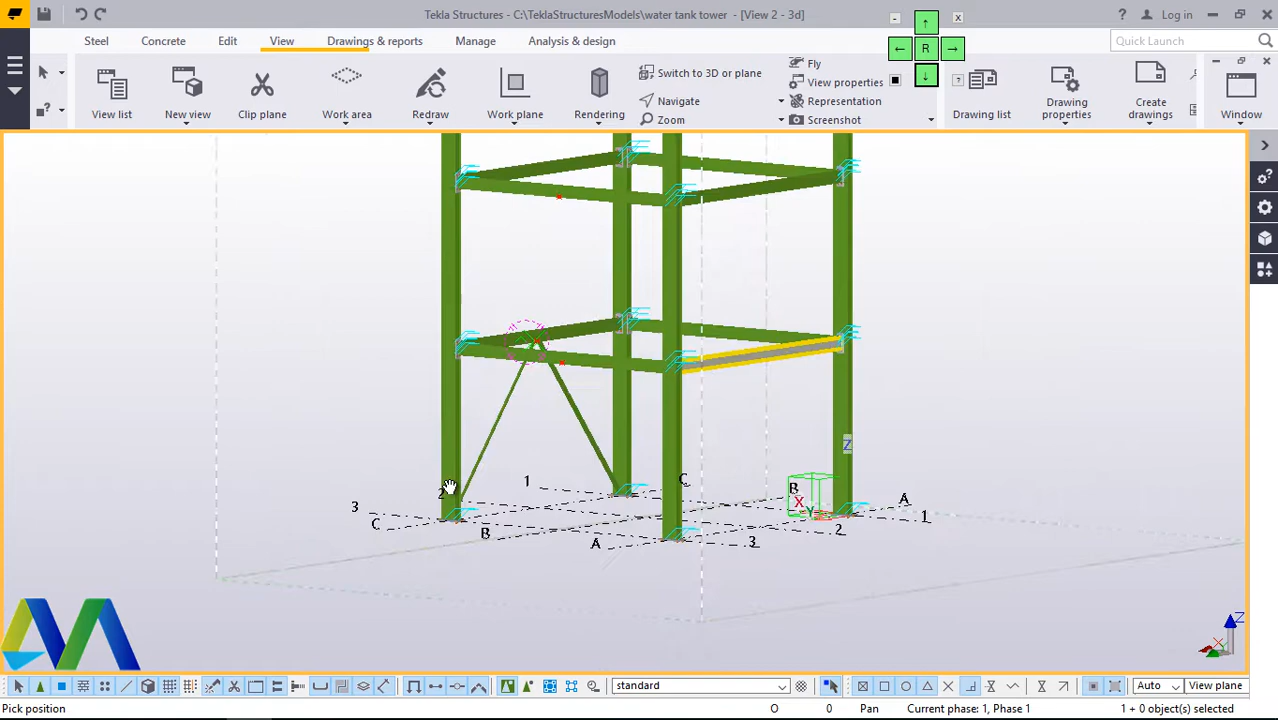 Tekla Structures - C:\TeklaStructuresModels\water tank tower - [View 2 - 3d]
Log in
Steel
Concrete
Edit
View
Drawings & reports
Manage
Analysis & design
Quick Launch
R
View list
New view
Clip plane
Work area
Redraw
Work plane
Rendering
Switch to 3D or plane
Navigate
Zoom
Fly
View properties
Representation
Screenshot
Drawing list
Drawing properties
Create drawings
Window
Z
1
C
B
A
3
2
1
C
B
A
3
2
X
Y
Z
X
standard
Auto
View plane
Pick position
O
0
Pan
Current phase: 1, Phase 1
1 + 0 object(s) selected